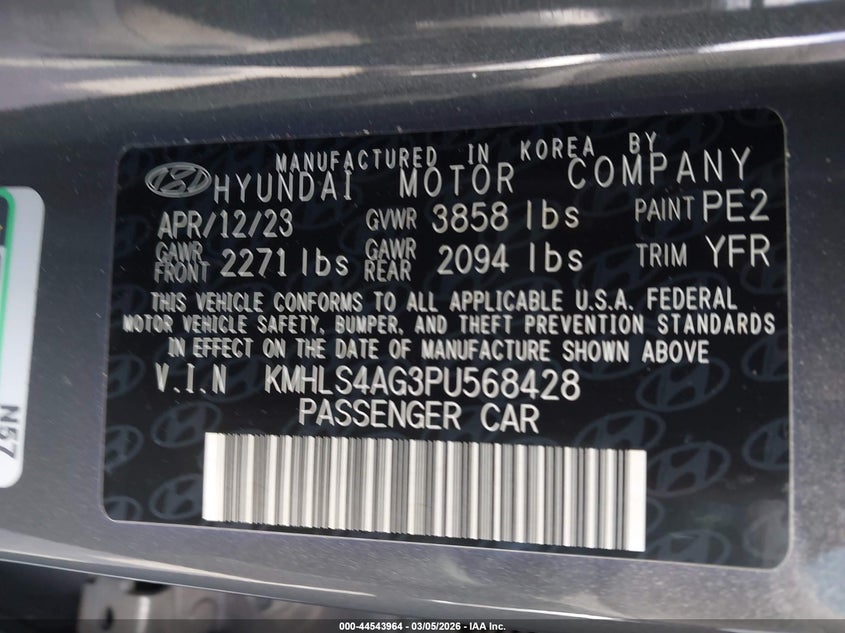 MANUFACTURED IN KOREA BY
HYUNDAI MOTOR COMPANY
APR/12/23 GVWR 3858 lbs PAINT PE2
GAWR FRONT 2271 lbs GAWR REAR 2094 lbs TRIM YFR
THIS VEHICLE CONFORMS TO ALL APPLICABLE U.S.A. FEDERAL
MOTOR VEHICLE SAFETY, BUMPER, AND THEFT PREVENTION STANDARDS
IN EFFECT ON THE DATE OF MANUFACTURE SHOWN ABOVE
V.I.N KMHLS4AG3PU568428
PASSENGER CAR
N57
000-44543964 - 03/05/2026 - IAA Inc.